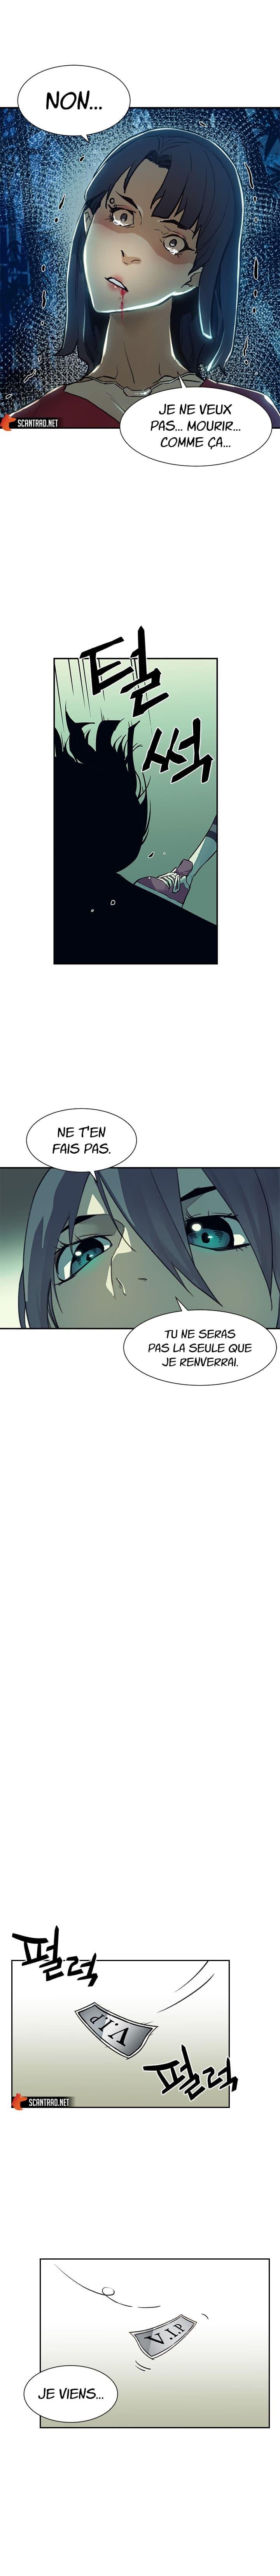 NON...
JE NE VEUX
PAS... MOURIR...
COMME ÇA...
SCANTRAD.NET
털
썩
NE T'EN
FAIS PAS.
TU NE SERAS
PAS LA SEULE QUE
JE RENVERRAI.
펄럭
V.I.P
펄럭
SCANTRAD.NET
V.I.P
JE VIENS...